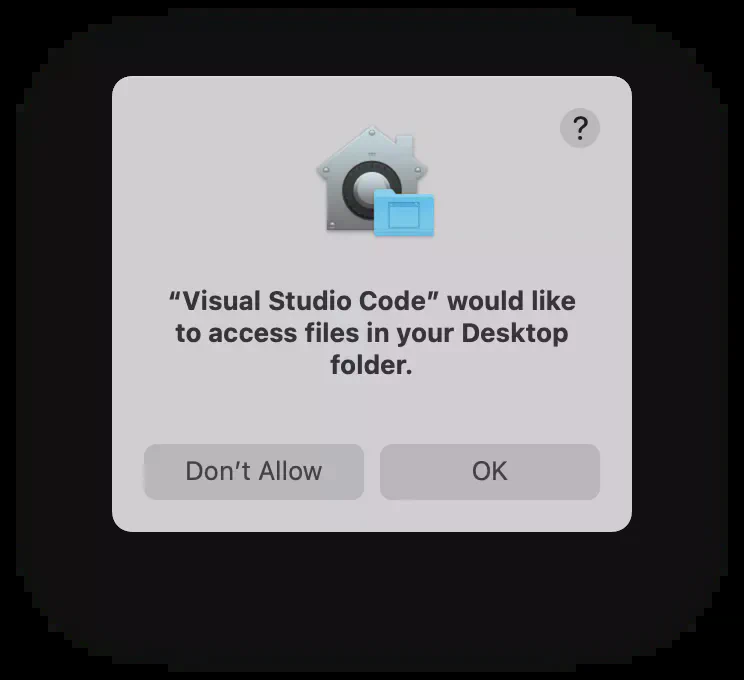 ?
“Visual Studio Code” would like
to access files in your Desktop
folder.
Don’t Allow
OK